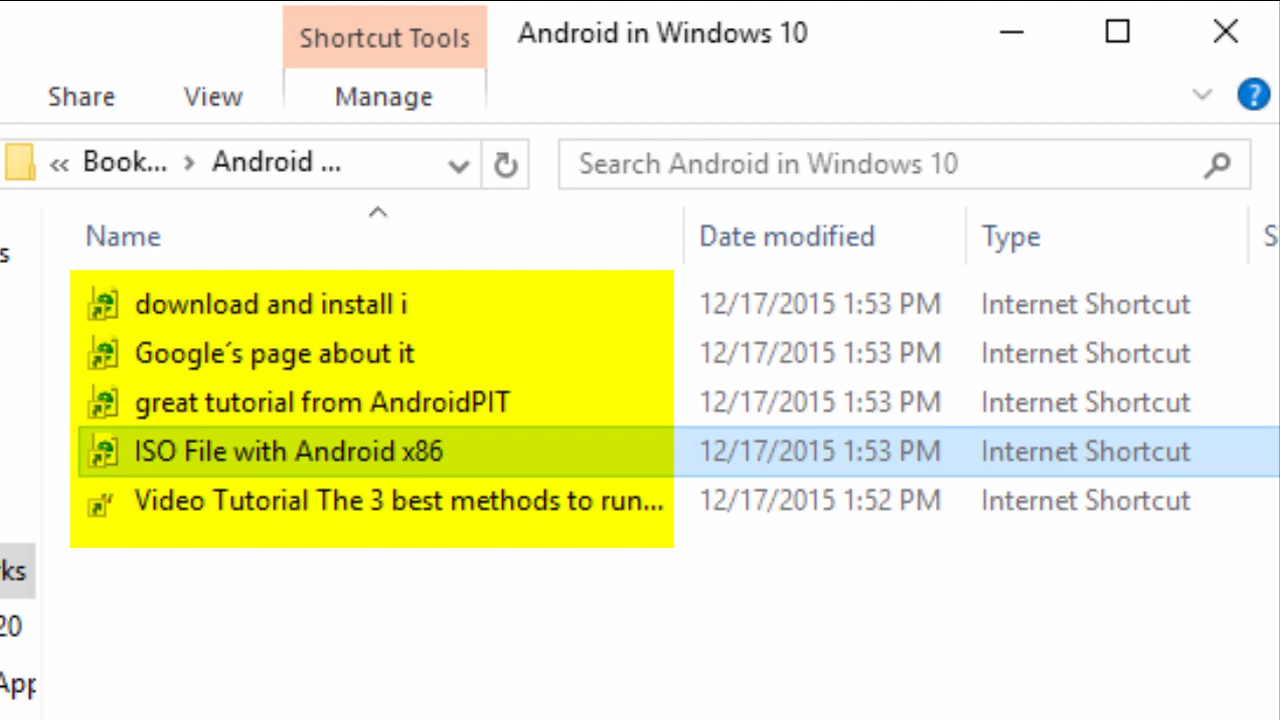 Shortcut Tools
Android in Windows 10
Share
View
Manage
?
« Book... > Android ...
Search Android in Windows 10
Name
Date modified
Type
S
s
download and install i
12/17/2015 1:53 PM
Internet Shortcut
Google´s page about it
12/17/2015 1:53 PM
Internet Shortcut
great tutorial from AndroidPIT
12/17/2015 1:53 PM
Internet Shortcut
ISO File with Android x86
12/17/2015 1:53 PM
Internet Shortcut
Video Tutorial The 3 best methods to run...
12/17/2015 1:52 PM
Internet Shortcut
ks
20
App